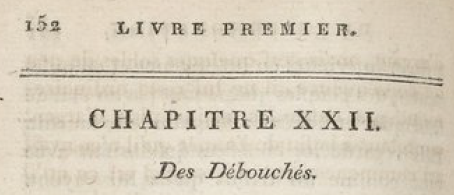 152 LIVRE PREMIER.
CHAPITRE XXII.
Des Débouchés.